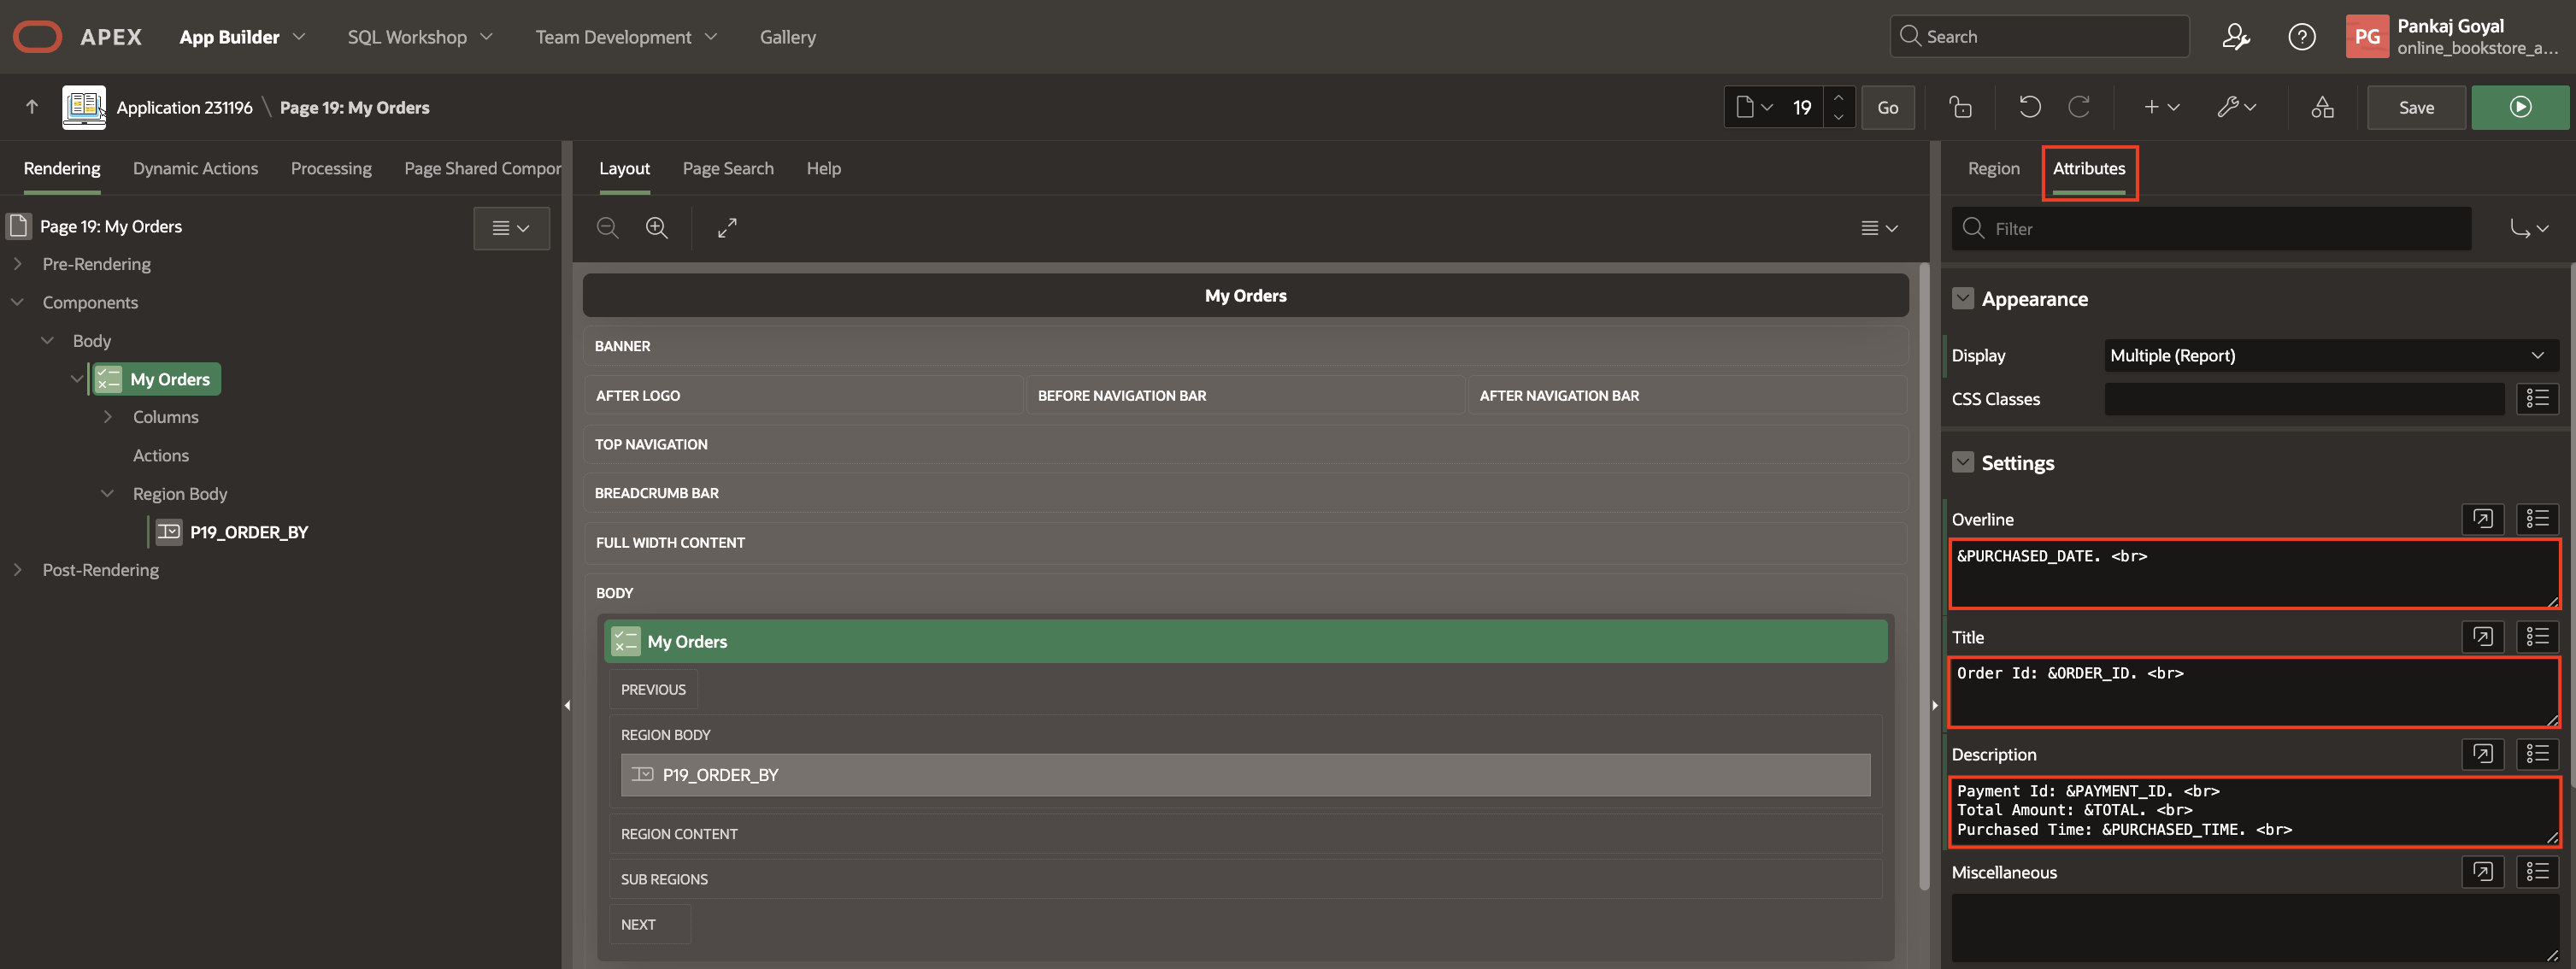 APEX
App Builder
SQL Workshop
Team Development
Gallery
Search
PG
Pankaj Goyal
online_bookstore_a...
Application 231196 \ Page 19: My Orders
19
Go
Save
Rendering
Dynamic Actions
Processing
Page Shared Compor
Page 19: My Orders
Pre-Rendering
Components
Body
My Orders
Columns
Actions
Region Body
P19_ORDER_BY
Post-Rendering
Layout
Page Search
Help
My Orders
BANNER
AFTER LOGO
BEFORE NAVIGATION BAR
AFTER NAVIGATION BAR
TOP NAVIGATION
BREADCRUMB BAR
FULL WIDTH CONTENT
BODY
My Orders
PREVIOUS
REGION BODY
P19_ORDER_BY
REGION CONTENT
SUB REGIONS
NEXT
Region
Attributes
Filter
Appearance
Display
Multiple (Report)
CSS Classes
Settings
Overline
&PURCHASED_DATE. <br>
Title
Order Id: &ORDER_ID. <br>
Description
Payment Id: &PAYMENT_ID. <br>
Total Amount: &TOTAL. <br>
Purchased Time: &PURCHASED_TIME. <br>
Miscellaneous